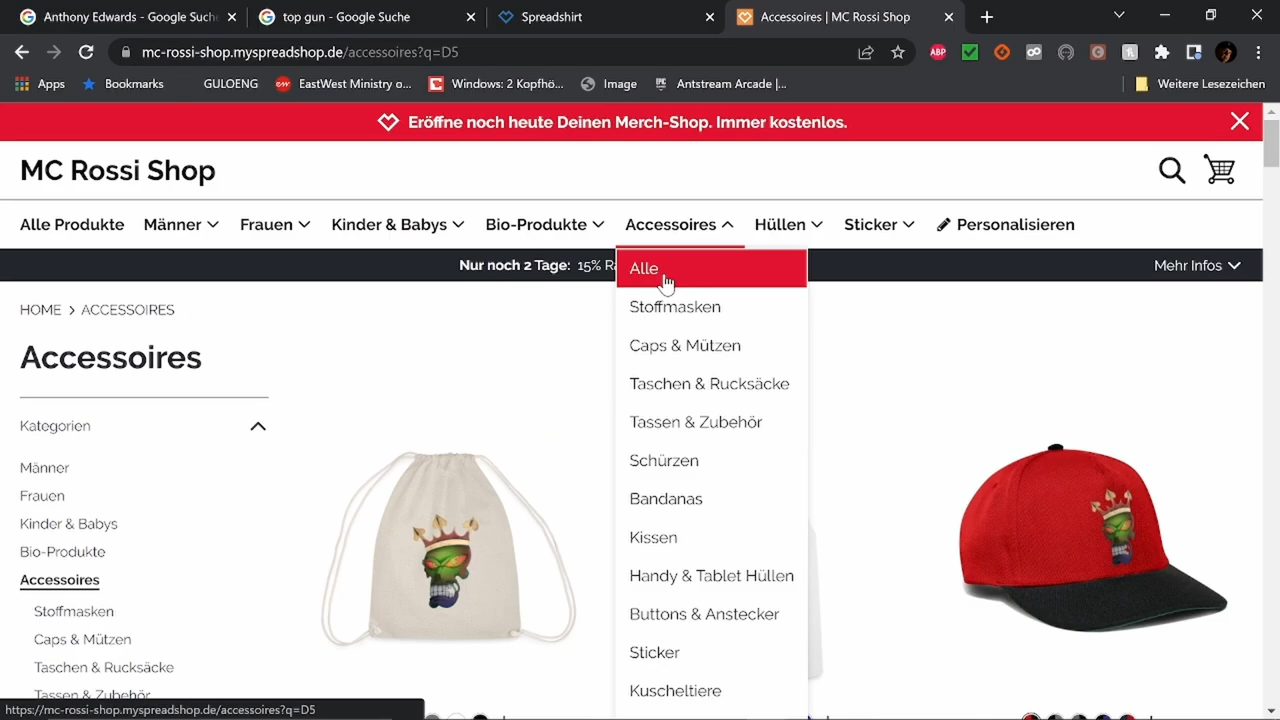 Anthony Edwards - Google Suche
top gun - Google Suche
Spreadshirt
Accessoires | MC Rossi Shop
mc-rossi-shop.myspreadshop.de/accessoires?q=D5
Apps
Bookmarks
GULOENG
EastWest Ministry o...
Windows: 2 Kopfhö...
Image
Antstream Arcade |...
Weitere Lesezeichen
Eröffne noch heute Deinen Merch-Shop. Immer kostenlos.
MC Rossi Shop
Alle Produkte Männer Frauen Kinder & Babys Bio-Produkte Accessoires Hüllen Sticker Personalisieren
Nur noch 2 Tage: 15% Ra
Mehr Infos
Alle
Stoffmasken
Caps & Mützen
Taschen & Rucksäcke
Tassen & Zubehör
Schürzen
Bandanas
Kissen
Handy & Tablet Hüllen
Buttons & Anstecker
Sticker
Kuscheltiere
HOME > ACCESSOIRES
Accessoires
Kategorien
Männer
Frauen
Kinder & Babys
Bio-Produkte
Accessoires
Stoffmasken
Caps & Mützen
Taschen & Rucksäcke
Tassen & Zubehör
https://mc-rossi-shop.myspreadshop.de/accessoires?q=D5